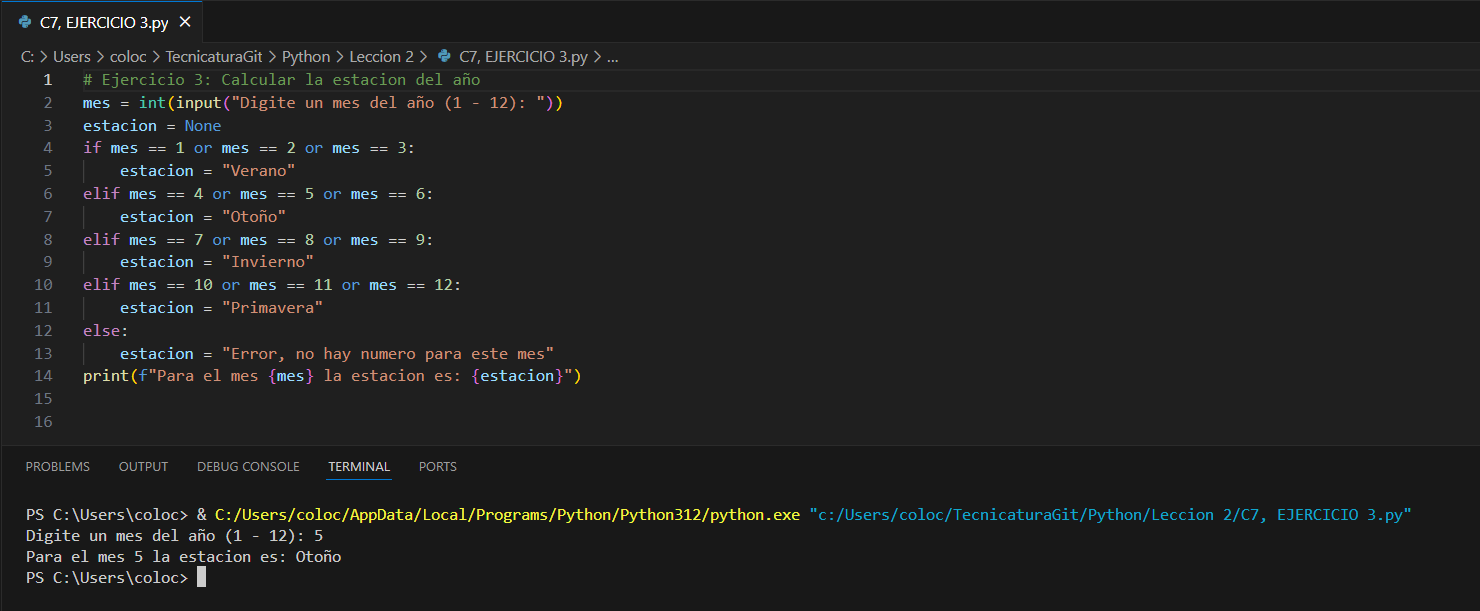 C7, EJERCICIO 3.py
C: > Users > coloc > TecnicaturaGit > Python > Leccion 2 > C7, EJERCICIO 3.py > ...
1 # Ejercicio 3: Calcular la estacion del año
2 mes = int(input("Digite un mes del año (1 - 12): "))
3 estacion = None
4 if mes == 1 or mes == 2 or mes == 3:
5     estacion = "Verano"
6 elif mes == 4 or mes == 5 or mes == 6:
7     estacion = "Otoño"
8 elif mes == 7 or mes == 8 or mes == 9:
9     estacion = "Invierno"
10 elif mes == 10 or mes == 11 or mes == 12:
11     estacion = "Primavera"
12 else:
13     estacion = "Error, no hay numero para este mes"
14 print(f"Para el mes {mes} la estacion es: {estacion}")
15
16
PROBLEMS OUTPUT DEBUG CONSOLE TERMINAL PORTS
PS C:\Users\coloc> & C:/Users/coloc/AppData/Local/Programs/Python/Python312/python.exe "c:/Users/coloc/TecnicaturaGit/Python/Leccion 2/C7, EJERCICIO 3.py"
Digite un mes del año (1 - 12): 5
Para el mes 5 la estacion es: Otoño
PS C:\Users\coloc>